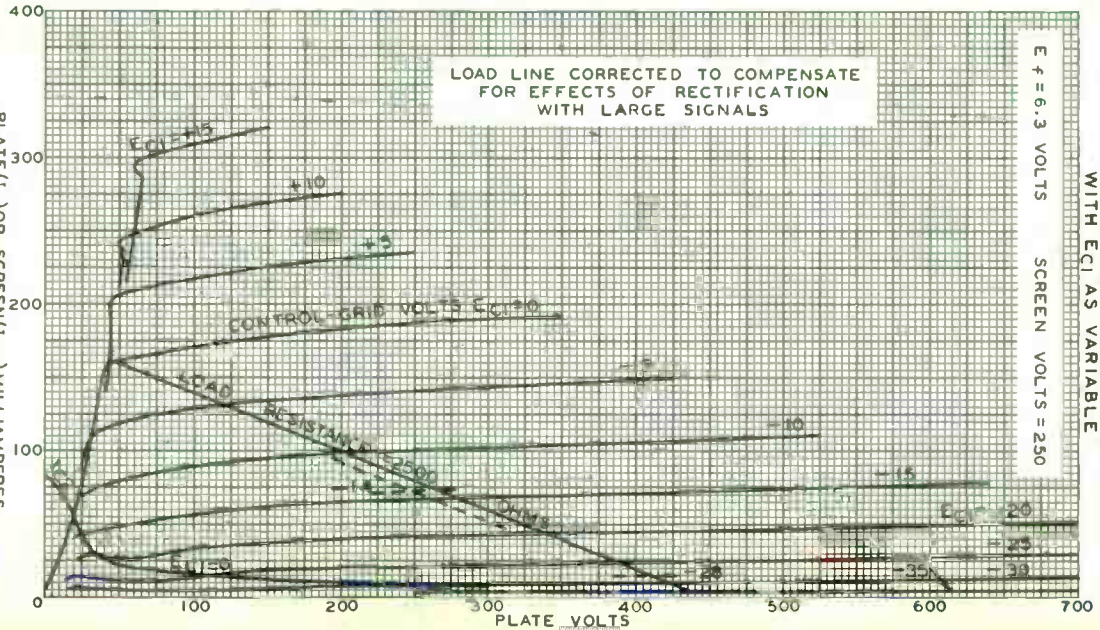 400
300
200
100
0
LOAD LINE CORRECTED TO COMPENSATE
FOR EFFECTS OF RECTIFICATION
WITH LARGE SIGNALS
EC1=+15
+10
+5
CONTROL-GRID VOLTS EC1=0
-5
-10
-15
EC1=-20
-25
-30
-35
LOAD RESISTANCE=2500 OHMS
EC1=0
100
200
300
400
500
600
700
PLATE VOLTS
Ef=6.3 VOLTS SCREEN VOLTS=250
WITH EC1 AS VARIABLE